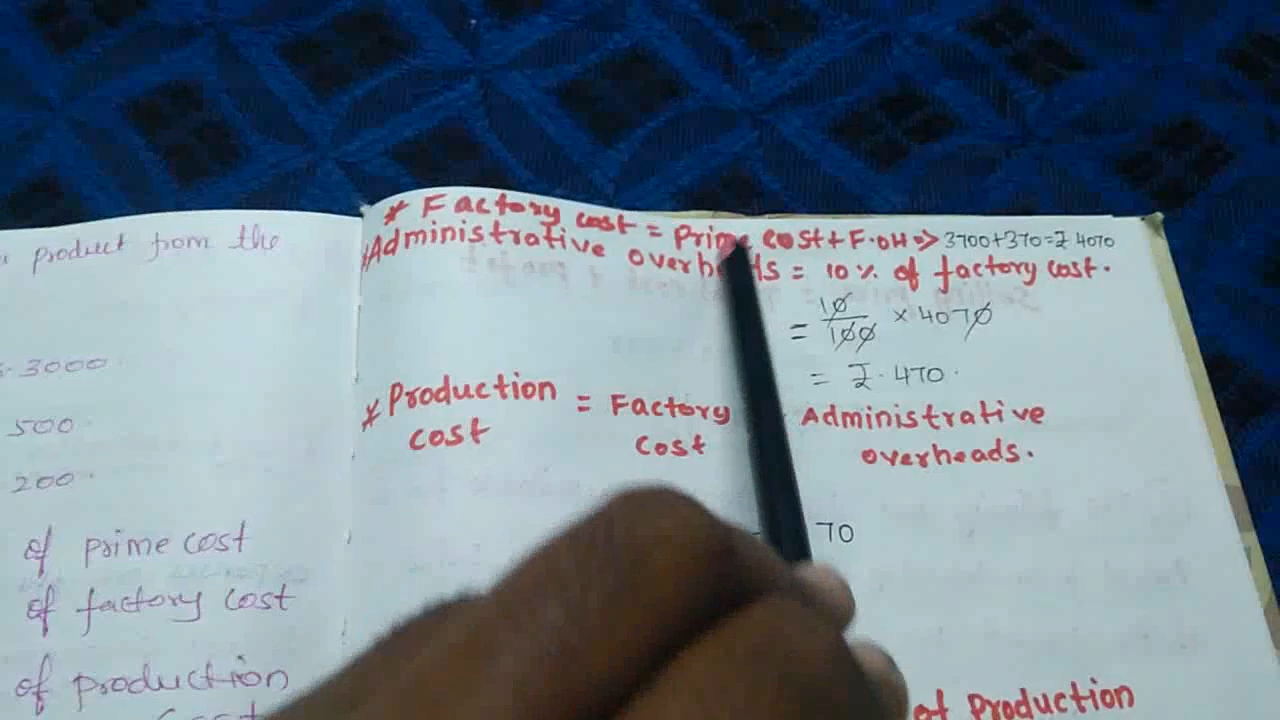 product from the
3000
500
200
of prime cost
of factory cost
of production
* Factory cost = Prime cost + F.OH => 3700+370=₹ 4070
*Administrative overheads = 10% of factory cost.
= 10/100 × 4070
= ₹.470.
* Production cost = Factory cost Administrative overheads.
70
of Production